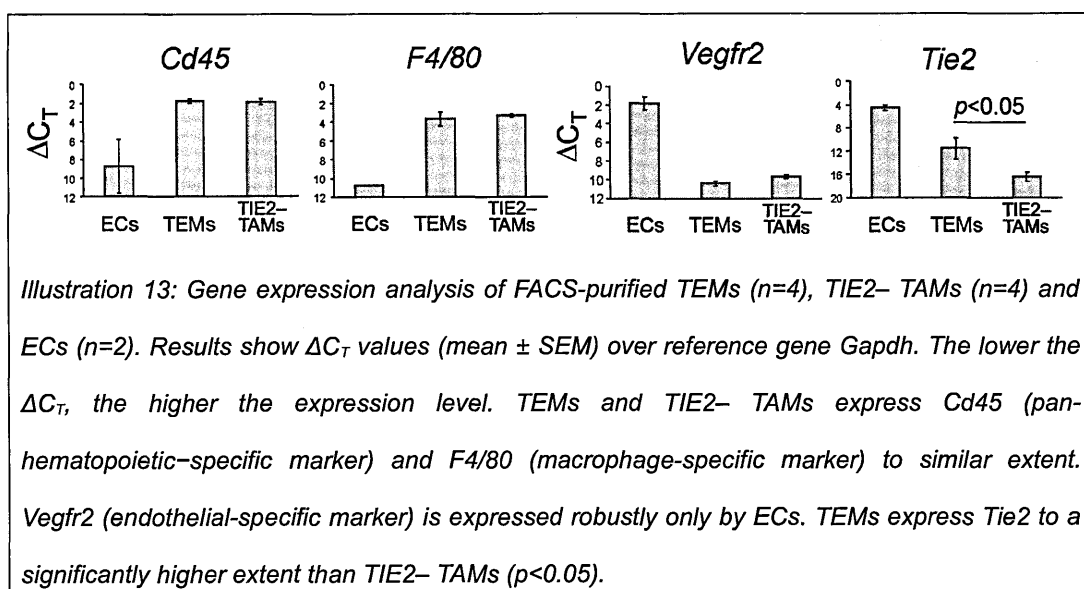 Cd45 F4/80 Vegfr2 Tie2
ΔCT 0 2 4 6 8 10 12 ECs TEMs TIE2– TAMs
0 2 4 6 8 10 12 ECs TEMs TIE2– TAMs
ΔCT 0 2 4 6 8 10 12 ECs TEMs TIE2– TAMs
0 4 8 12 16 20 p<0.05 ECs TEMs TIE2– TAMs
Illustration 13: Gene expression analysis of FACS-purified TEMs (n=4), TIE2– TAMs (n=4) and
ECs (n=2). Results show ΔCT values (mean ± SEM) over reference gene Gapdh. The lower the
ΔCT, the higher the expression level. TEMs and TIE2– TAMs express Cd45 (pan-
hematopoietic–specific marker) and F4/80 (macrophage-specific marker) to similar extent.
Vegfr2 (endothelial-specific marker) is expressed robustly only by ECs. TEMs express Tie2 to a
significantly higher extent than TIE2– TAMs (p<0.05).